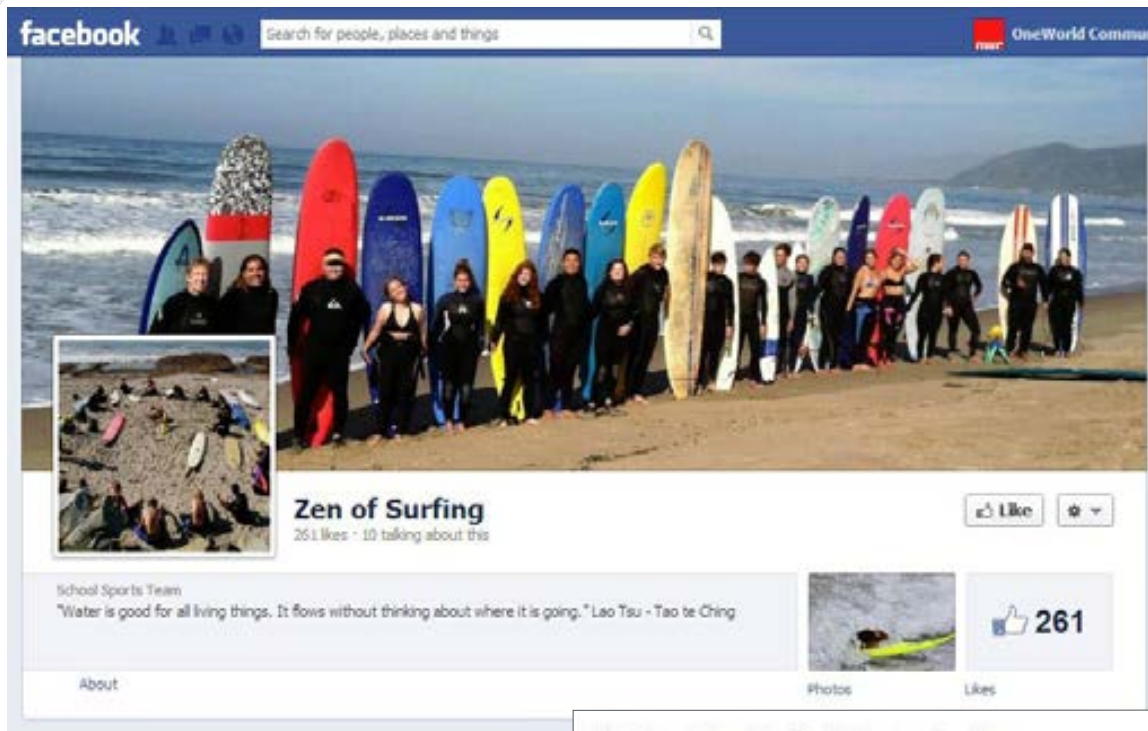 facebook
Search for people, places and things
OneWorld Commun
Zen of Surfing
Like
261 likes · 10 talking about this
School Sports Team
"Water is good for all living things. It flows without thinking about where it is going." Lao Tsu - Tao te Ching
261
About
Photos
Likes